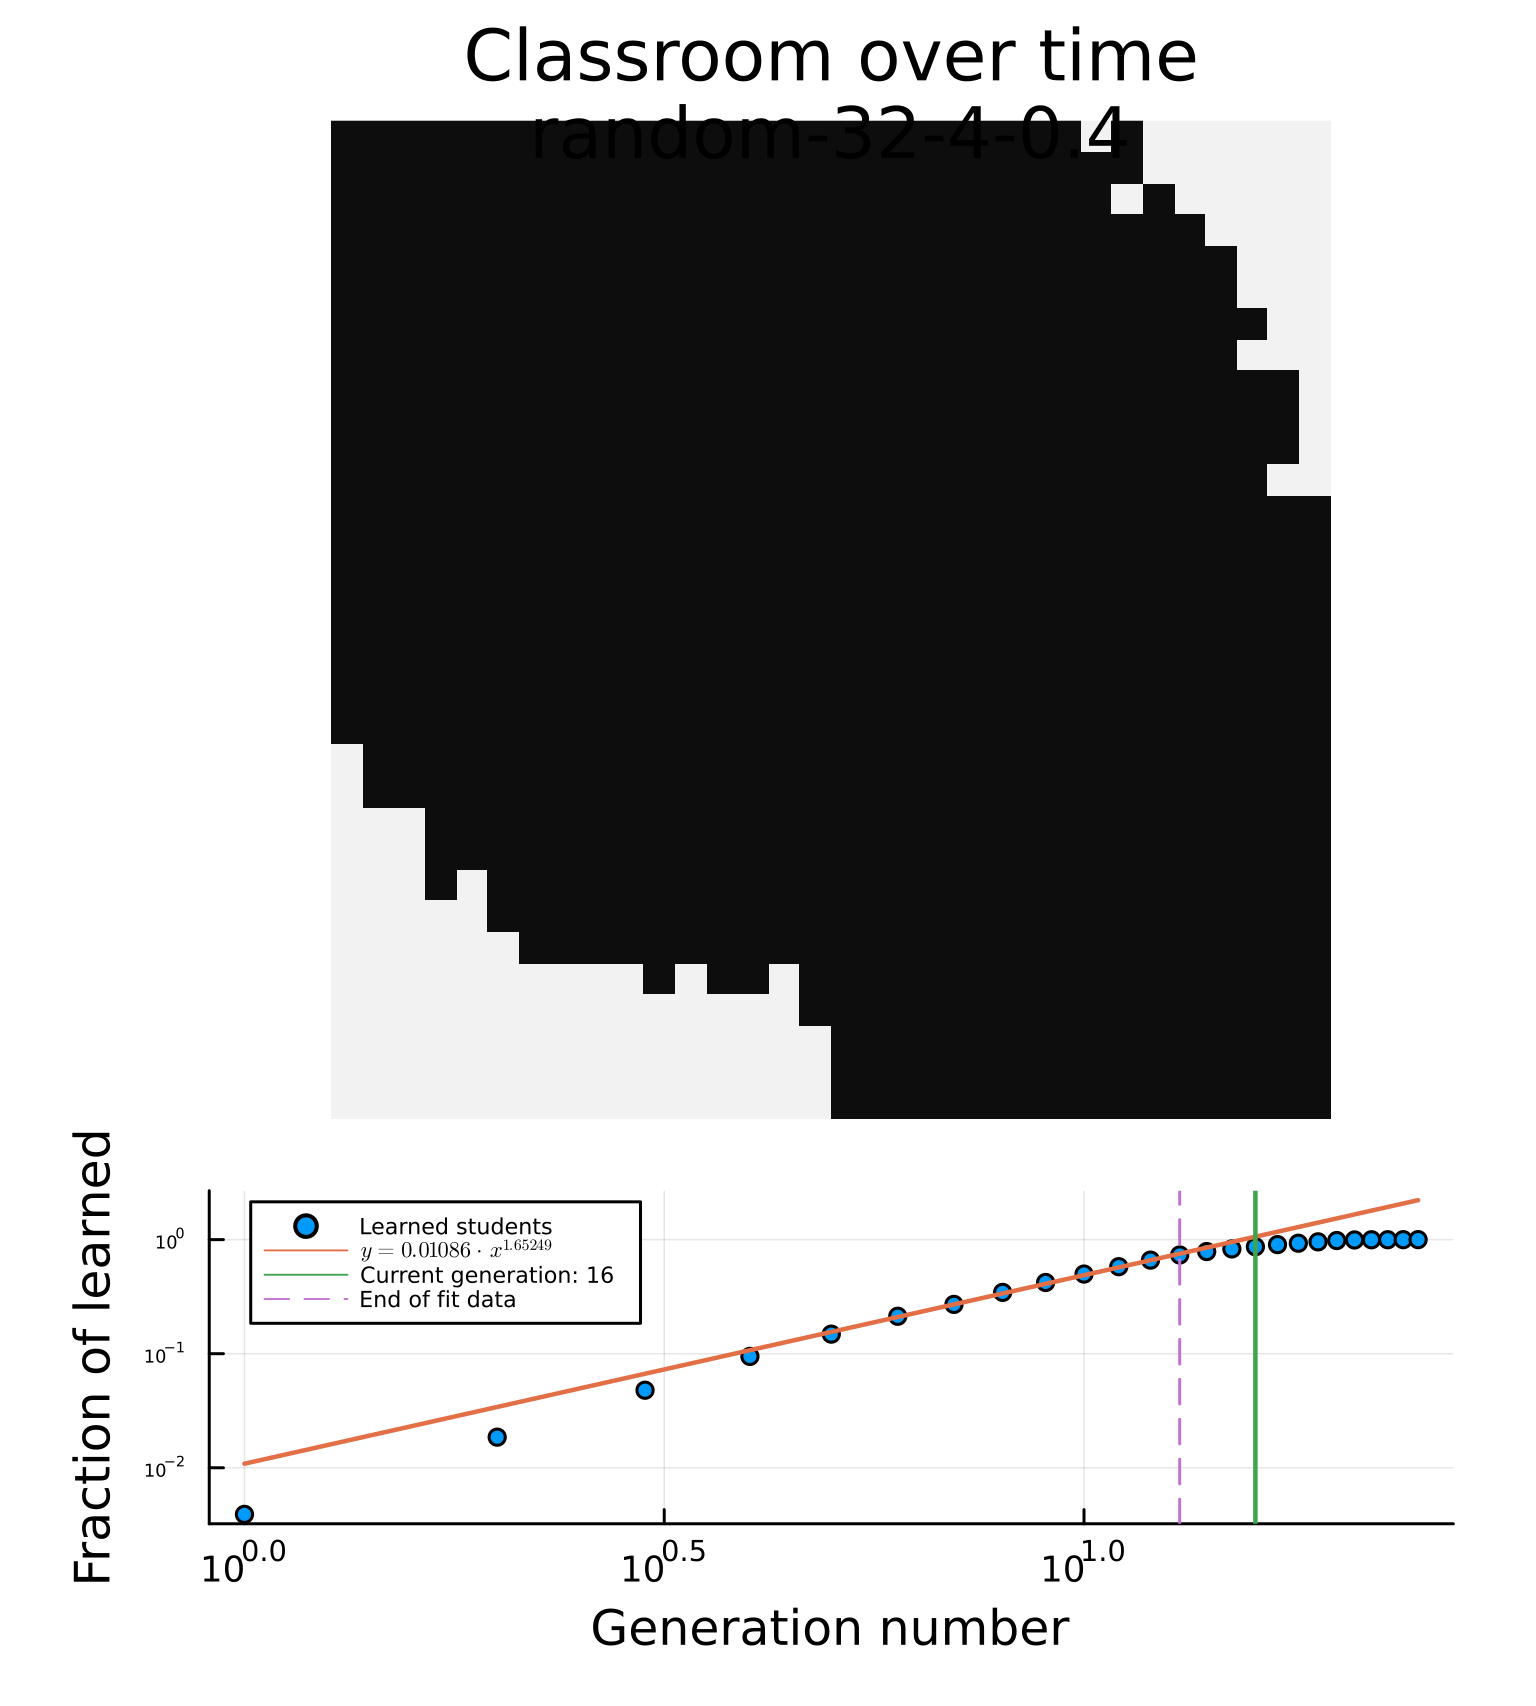 Classroom over time
random-32-4-0.4
Fraction of learned
10^0
10^-1
10^-2
Learned students
y = 0.01086 · x^1.65249
Current generation: 16
End of fit data
10^0.0
10^0.5
10^1.0
Generation number